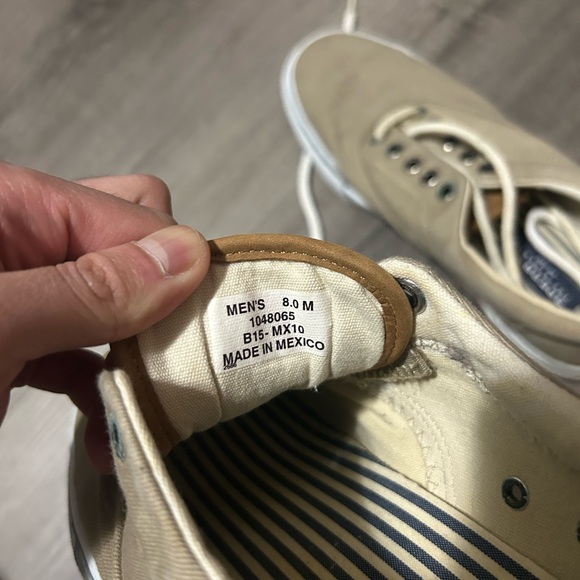 MEN'S 8.0 M
1048065
B15- MX10
MADE IN MEXICO